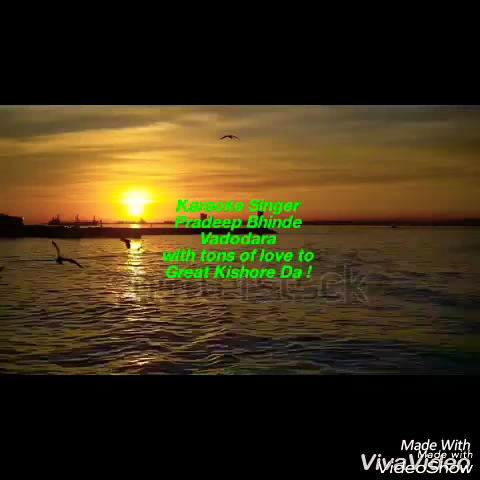 Karaoke Singer
Pradeep Bhinde
Vadodara
with tons of love to
Great Kishore Da !
Made With
Made with
VivaVideo
VideoShow